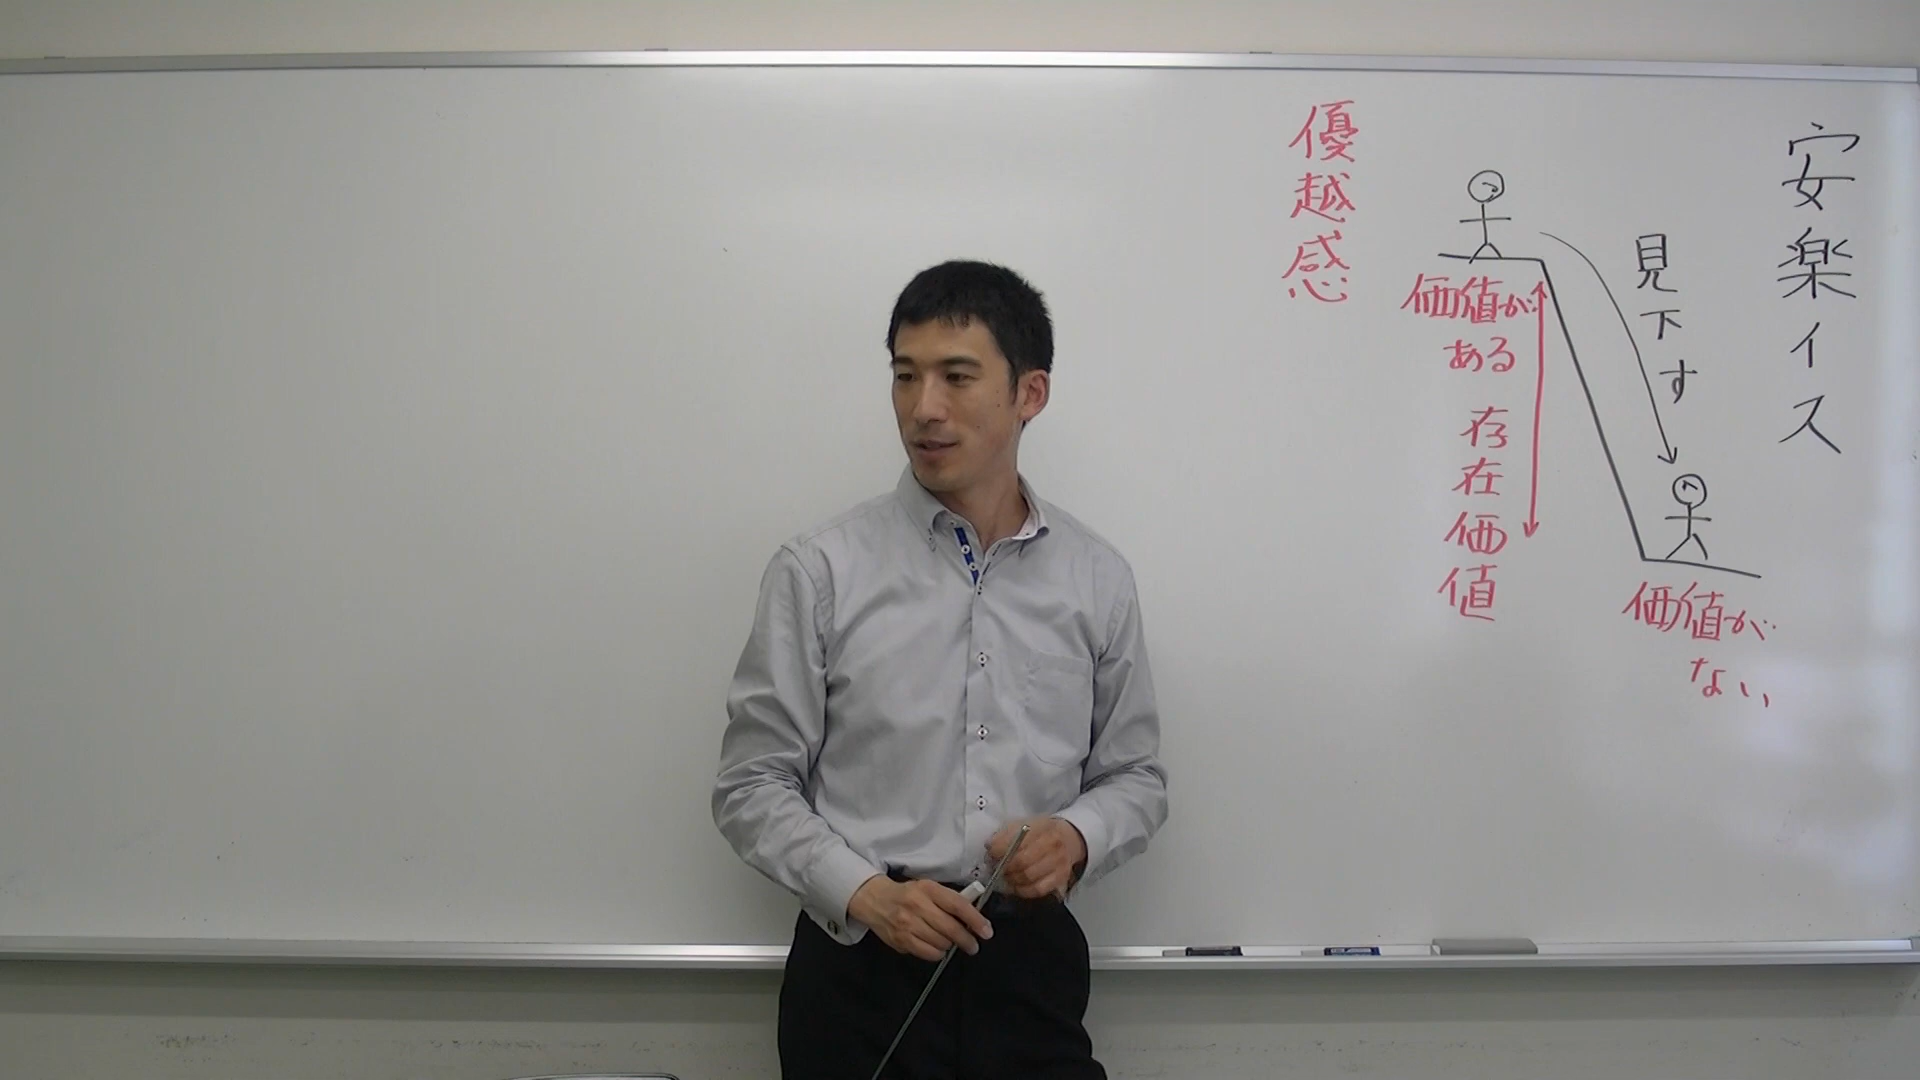 安楽イス
見下す
価値がある
存在価値
価値がない
優越感